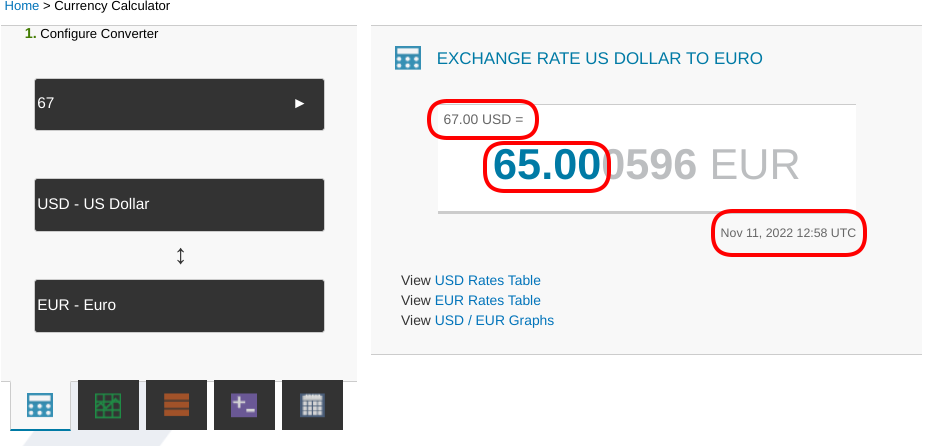 Home > Currency Calculator
1. Configure Converter
67 ►
USD - US Dollar
↕
EUR - Euro
EXCHANGE RATE US DOLLAR TO EURO
67.00 USD =
65.000596 EUR
Nov 11, 2022 12:58 UTC
View USD Rates Table
View EUR Rates Table
View USD / EUR Graphs